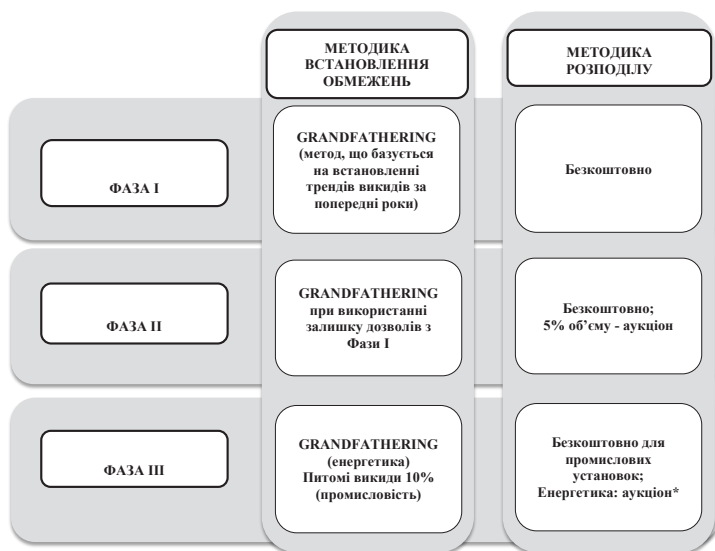 МЕТОДИКА
ВСТАНОВЛЕННЯ
ОБМЕЖЕНЬ
МЕТОДИКА
РОЗПОДІЛУ
ФАЗА І
GRANDFATHERING
(метод, що базується
на встановленні
трендів викидів за
попередні роки)
Безкоштовно
ФАЗА ІІ
GRANDFATHERING
при використанні
залишку дозволів з
Фази І
Безкоштовно;
5% об’єму - аукціон
ФАЗА ІІІ
GRANDFATHERING
(енергетика)
Питомі викиди 10%
(промисловість)
Безкоштовно для
промислових
установок;
Енергетика: аукціон*